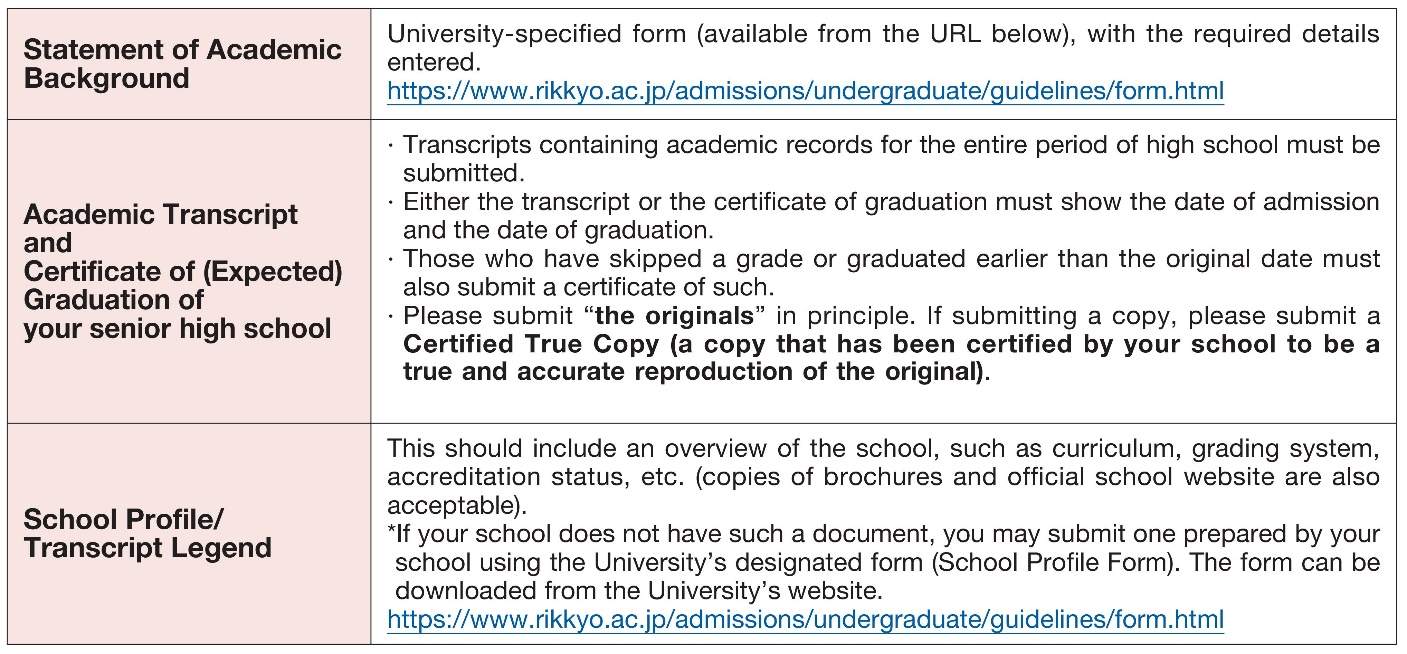 Statement of Academic
Background
University-specified form (available from the URL below), with the required details
entered.
https://www.rikkyo.ac.jp/admissions/undergraduate/guidelines/form.html
Academic Transcript
and
Certificate of (Expected)
Graduation of
your senior high school
· Transcripts containing academic records for the entire period of high school must be
submitted.
· Either the transcript or the certificate of graduation must show the date of admission
and the date of graduation.
· Those who have skipped a grade or graduated earlier than the original date must
also submit a certificate of such.
· Please submit “the originals” in principle. If submitting a copy, please submit a
Certified True Copy (a copy that has been certified by your school to be a
true and accurate reproduction of the original).
School Profile/
Transcript Legend
This should include an overview of the school, such as curriculum, grading system,
accreditation status, etc. (copies of brochures and official school website are also
acceptable).
*If your school does not have such a document, you may submit one prepared by your
school using the University’s designated form (School Profile Form). The form can be
downloaded from the University’s website.
https://www.rikkyo.ac.jp/admissions/undergraduate/guidelines/form.html